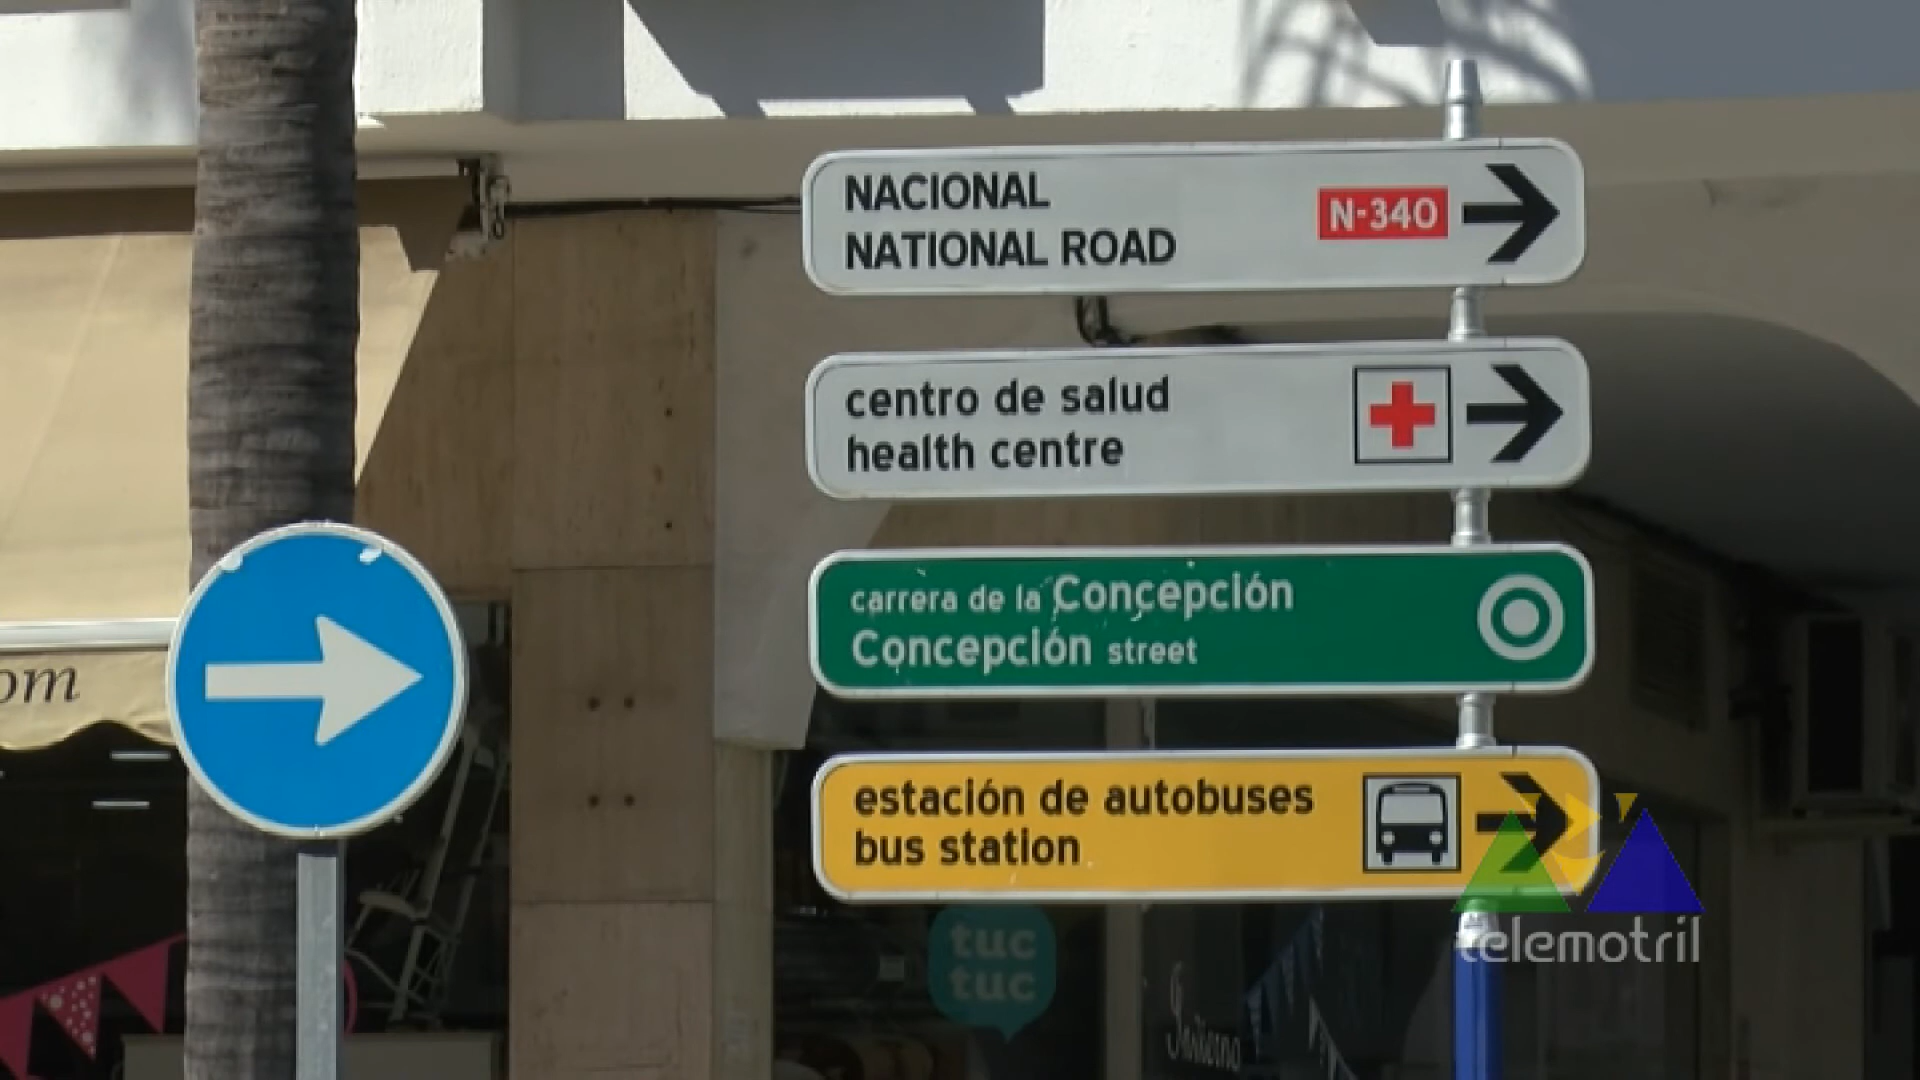 NACIONAL
NATIONAL ROAD
N-340
centro de salud
health centre
carrera de la Concepción
Concepción street
estación de autobuses
bus station
om
tuc
tuc
telemotril